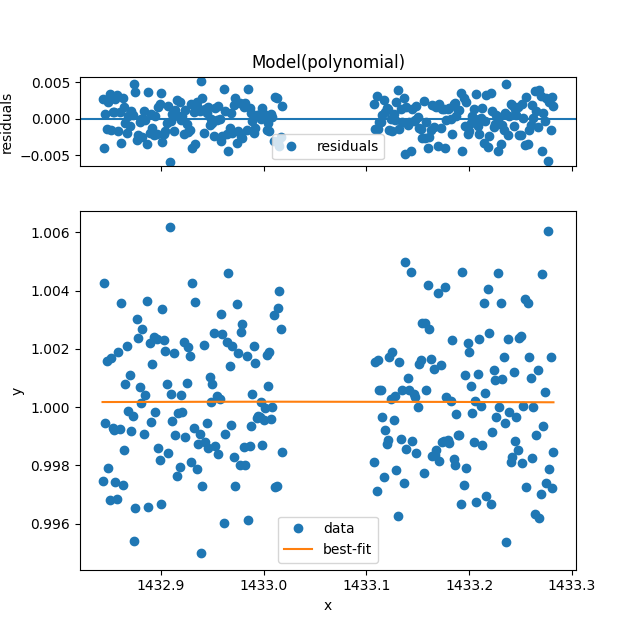 Model(polynomial)
residuals
0.005
0.000
−0.005
residuals
y
1.006
1.004
1.002
1.000
0.998
0.996
data
best-fit
1432.9
1433.0
1433.1
1433.2
1433.3
x